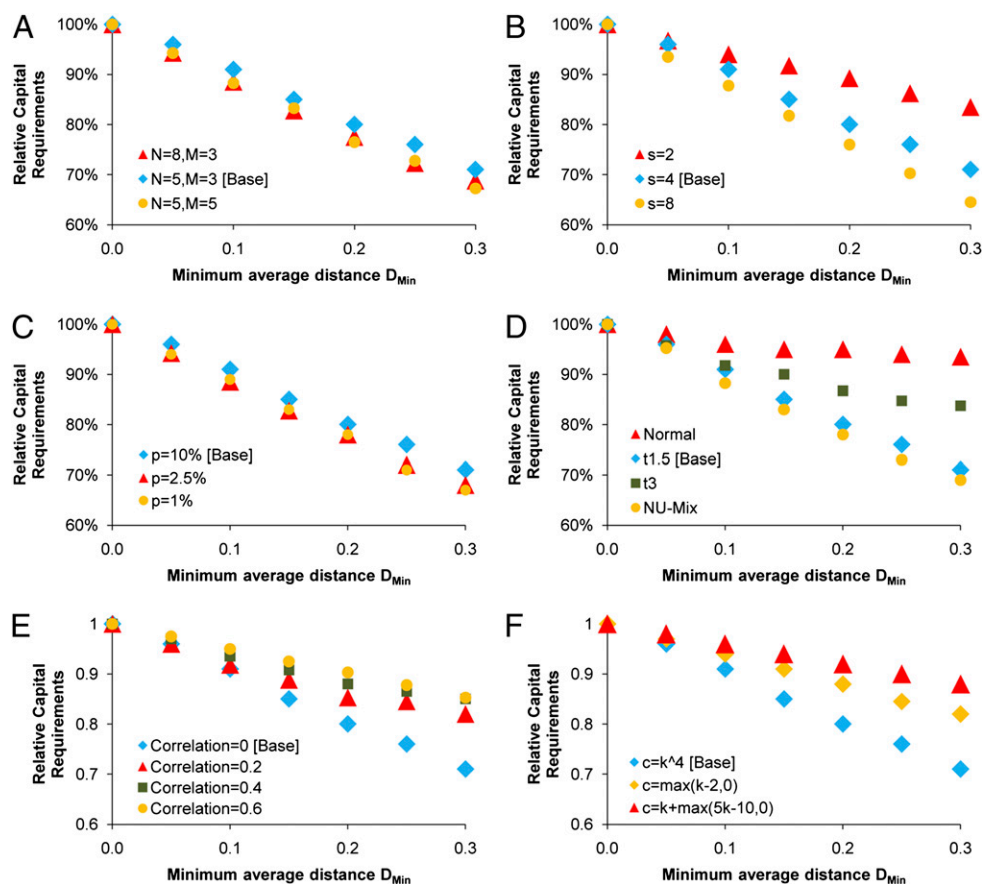 A
Relative Capital
Requirements
100%
90%
80%
70%
60%
N=8,M=3
N=5,M=3 [Base]
N=5,M=5
0.0 0.1 0.2 0.3
Minimum average distance DMin
B
Relative Capital
Requirements
100%
90%
80%
70%
60%
s=2
s=4 [Base]
s=8
0.0 0.1 0.2 0.3
Minimum average distance DMin
C
Relative Capital
Requirements
100%
90%
80%
70%
60%
p=10% [Base]
p=2.5%
p=1%
0.0 0.1 0.2 0.3
Minimum average distance DMin
D
Relative Capital
Requirements
100%
90%
80%
70%
60%
Normal
t1.5 [Base]
t3
NU-Mix
0.0 0.1 0.2 0.3
Minimum average distance DMin
E
Relative Capital
Requirements
1
0.9
0.8
0.7
0.6
Correlation=0 [Base]
Correlation=0.2
Correlation=0.4
Correlation=0.6
0.0 0.1 0.2 0.3
Minimum average distance DMin
F
Relative Capital
Requirements
1
0.9
0.8
0.7
0.6
c=k^4 [Base]
c=max(k-2,0)
c=k+max(5k-10,0)
0.0 0.1 0.2 0.3
Minimum average distance DMin